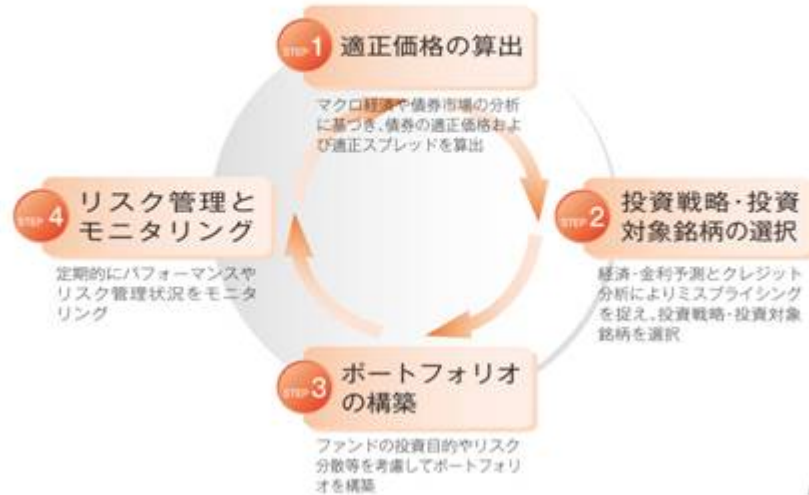 STEP 1 適正価格の算出
マクロ経済や債券市場の分析
に基づき、債券の適正価格およ
び適正スプレッドを算出
STEP 2 投資戦略・投資
対象銘柄の選択
経済・金利予測とクレジット
分析によりミスプライシング
を捉え、投資戦略・投資対象
銘柄を選択
STEP 3 ポートフォリオ
の構築
ファンドの投資目的やリスク
分散等を考慮してポートフォリ
オを構築
STEP 4 リスク管理と
モニタリング
定期的にパフォーマンスや
リスク管理状況をモニタ
リング